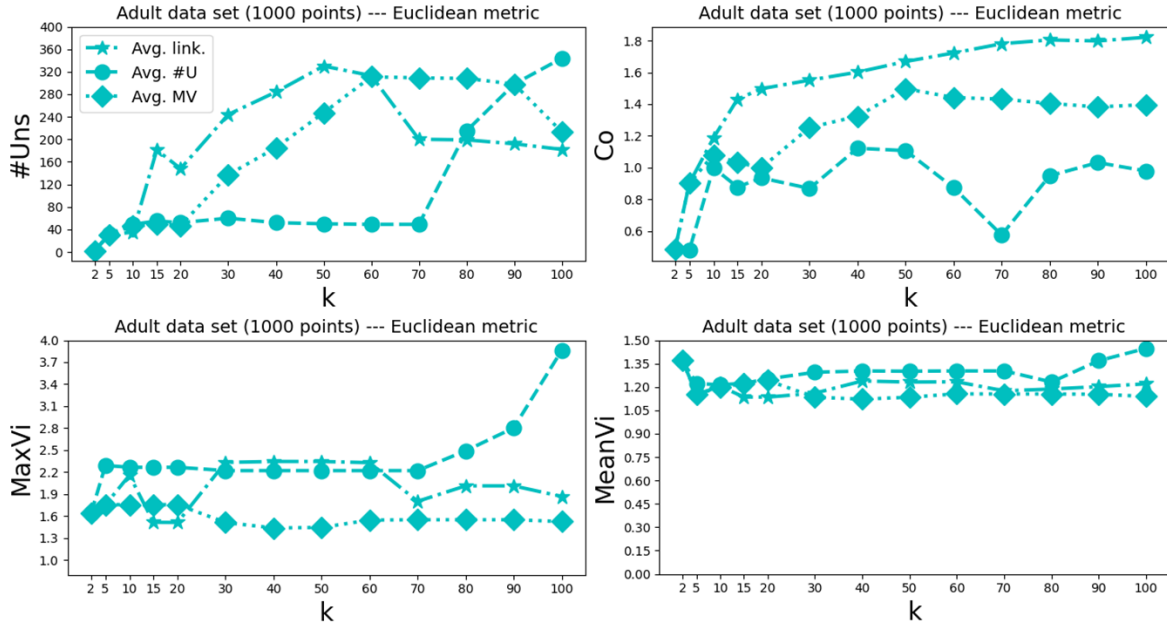 Adult data set (1000 points) --- Euclidean metric
400
360
320
280
240
200
160
120
80
40
0
#Uns
Avg. link.
Avg. #U
Avg. MV
2 5 10 15 20 30 40 50 60 70 80 90 100
k
Adult data set (1000 points) --- Euclidean metric
1.8
1.6
1.4
1.2
1.0
0.8
0.6
Co
2 5 10 15 20 30 40 50 60 70 80 90 100
k
Adult data set (1000 points) --- Euclidean metric
4.0
3.7
3.4
3.1
2.8
2.5
2.2
1.9
1.6
1.3
1.0
MaxVi
2 5 10 15 20 30 40 50 60 70 80 90 100
k
Adult data set (1000 points) --- Euclidean metric
1.50
1.35
1.20
1.05
0.90
0.75
0.60
0.45
0.30
0.15
0.00
MeanVi
2 5 10 15 20 30 40 50 60 70 80 90 100
k